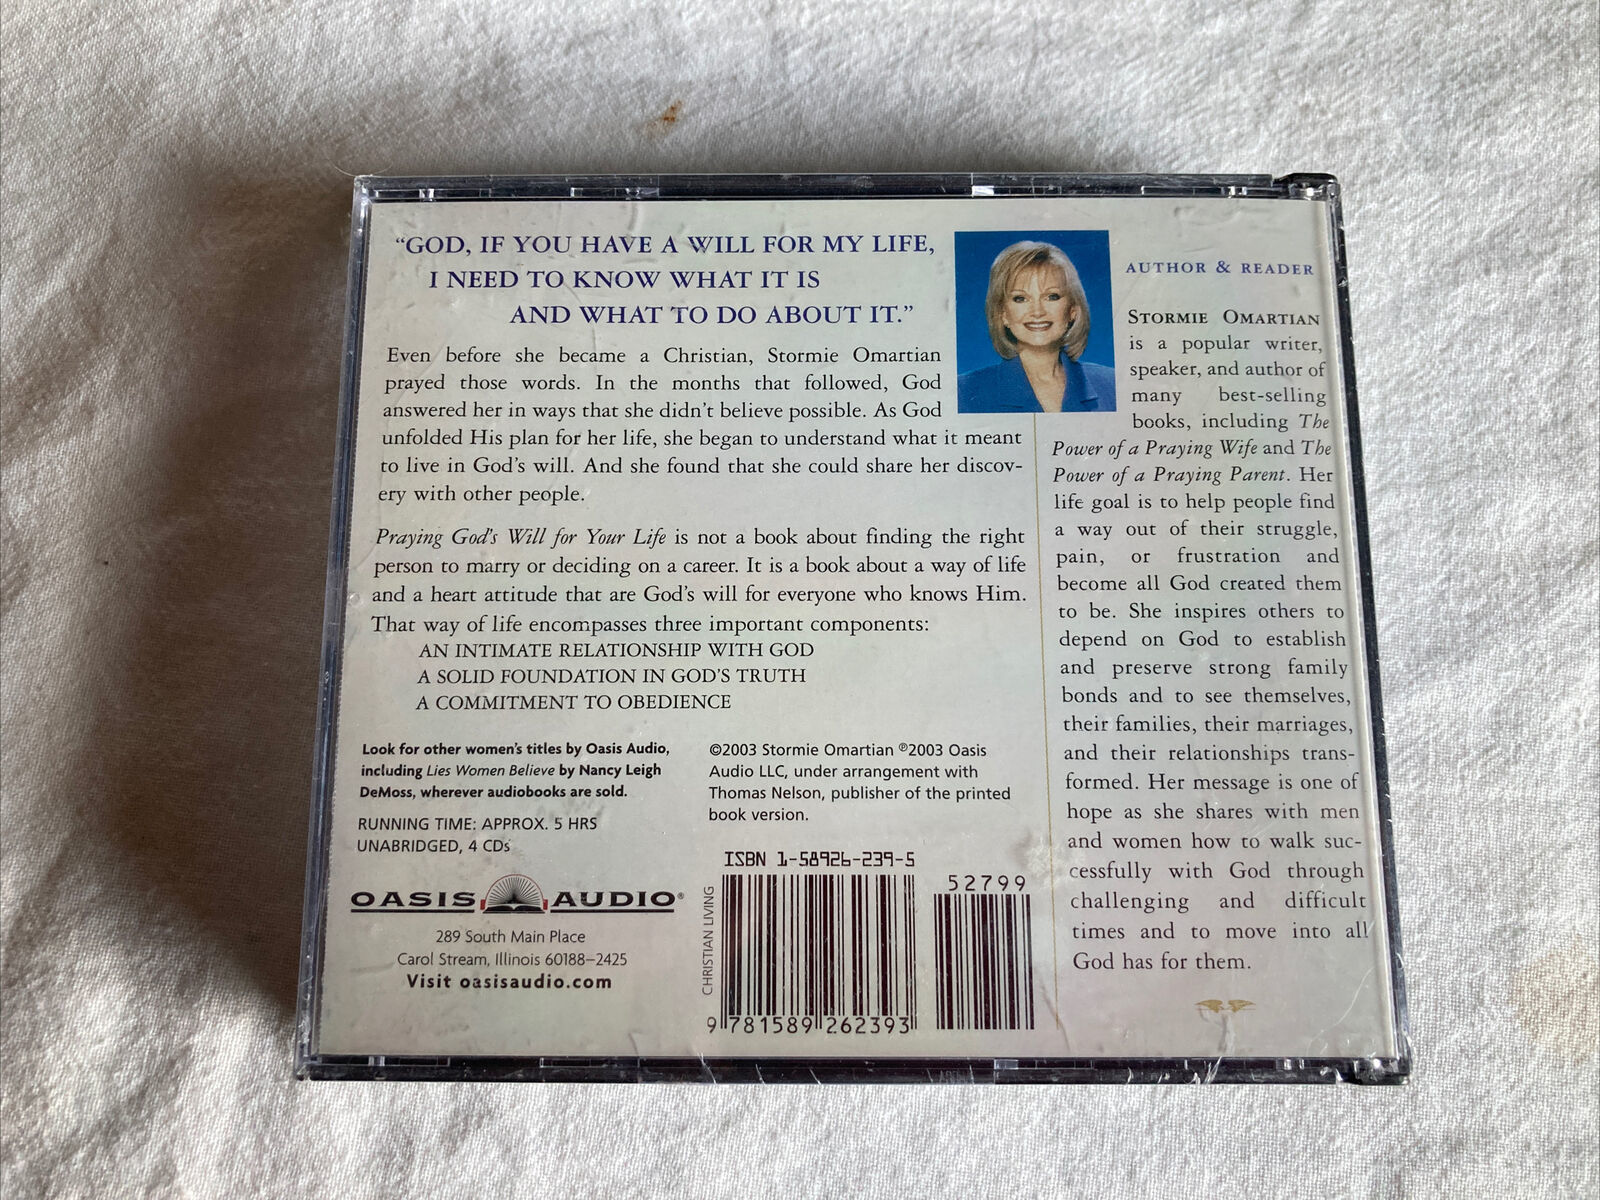 “GOD, IF YOU HAVE A WILL FOR MY LIFE,
I NEED TO KNOW WHAT IT IS
AND WHAT TO DO ABOUT IT.”
Even before she became a Christian, Stormie Omartian
prayed those words. In the months that followed, God
answered her in ways that she didn’t believe possible. As God
unfolded His plan for her life, she began to understand what it meant
to live in God’s will. And she found that she could share her discov-
ery with other people.
Praying God’s Will for Your Life is not a book about finding the right
person to marry or deciding on a career. It is a book about a way of life
and a heart attitude that are God’s will for everyone who knows Him.
That way of life encompasses three important components:
AN INTIMATE RELATIONSHIP WITH GOD
A SOLID FOUNDATION IN GOD’S TRUTH
A COMMITMENT TO OBEDIENCE
Look for other women’s titles by Oasis Audio,
including Lies Women Believe by Nancy Leigh
DeMoss, wherever audiobooks are sold.
RUNNING TIME: APPROX. 5 HRS
UNABRIDGED, 4 CDs
OASIS AUDIO®
289 South Main Place
Carol Stream, Illinois 60188–2425
Visit oasisaudio.com
©2003 Stormie Omartian ℗2003 Oasis
Audio LLC, under arrangement with
Thomas Nelson, publisher of the printed
book version.
ISBN 1-58926-239-5
52799
CHRISTIAN LIVING
9 781589 262393
AUTHOR & READER
STORMIE OMARTIAN
is a popular writer,
speaker, and author of
many best-selling
books, including The
Power of a Praying Wife and The
Power of a Praying Parent. Her
life goal is to help people find
a way out of their struggle,
pain, or frustration and
become all God created them
to be. She inspires others to
depend on God to establish
and preserve strong family
bonds and to see themselves,
their families, their marriages,
and their relationships trans-
formed. Her message is one of
hope as she shares with men
and women how to walk suc-
cessfully with God through
challenging and difficult
times and to move into all
God has for them.